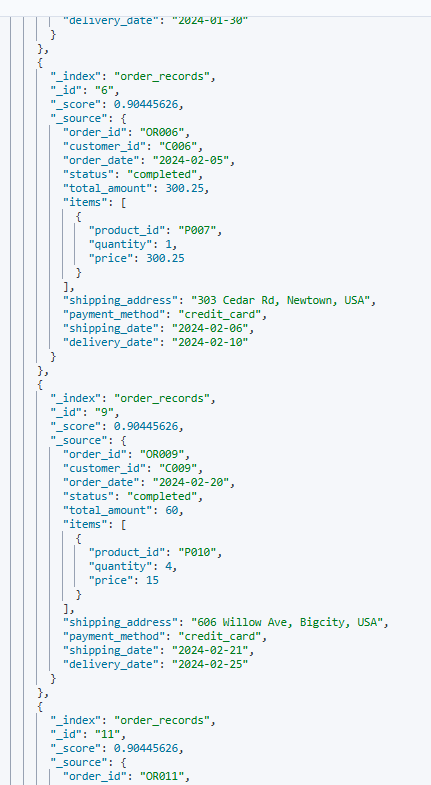 "delivery_date": "2024-01-30"
}
},
{
"_index": "order_records",
"_id": "6",
"_score": 0.90445626,
"_source": {
"order_id": "OR006",
"customer_id": "C006",
"order_date": "2024-02-05",
"status": "completed",
"total_amount": 300.25,
"items": [
{
"product_id": "P007",
"quantity": 1,
"price": 300.25
}
],
"shipping_address": "303 Cedar Rd, Newtown, USA",
"payment_method": "credit_card",
"shipping_date": "2024-02-06",
"delivery_date": "2024-02-10"
}
},
{
"_index": "order_records",
"_id": "9",
"_score": 0.90445626,
"_source": {
"order_id": "OR009",
"customer_id": "C009",
"order_date": "2024-02-20",
"status": "completed",
"total_amount": 60,
"items": [
{
"product_id": "P010",
"quantity": 4,
"price": 15
}
],
"shipping_address": "606 Willow Ave, Bigcity, USA",
"payment_method": "credit_card",
"shipping_date": "2024-02-21",
"delivery_date": "2024-02-25"
}
},
{
"_index": "order_records",
"_id": "11",
"_score": 0.90445626,
"_source": {
"order_id": "OR011",